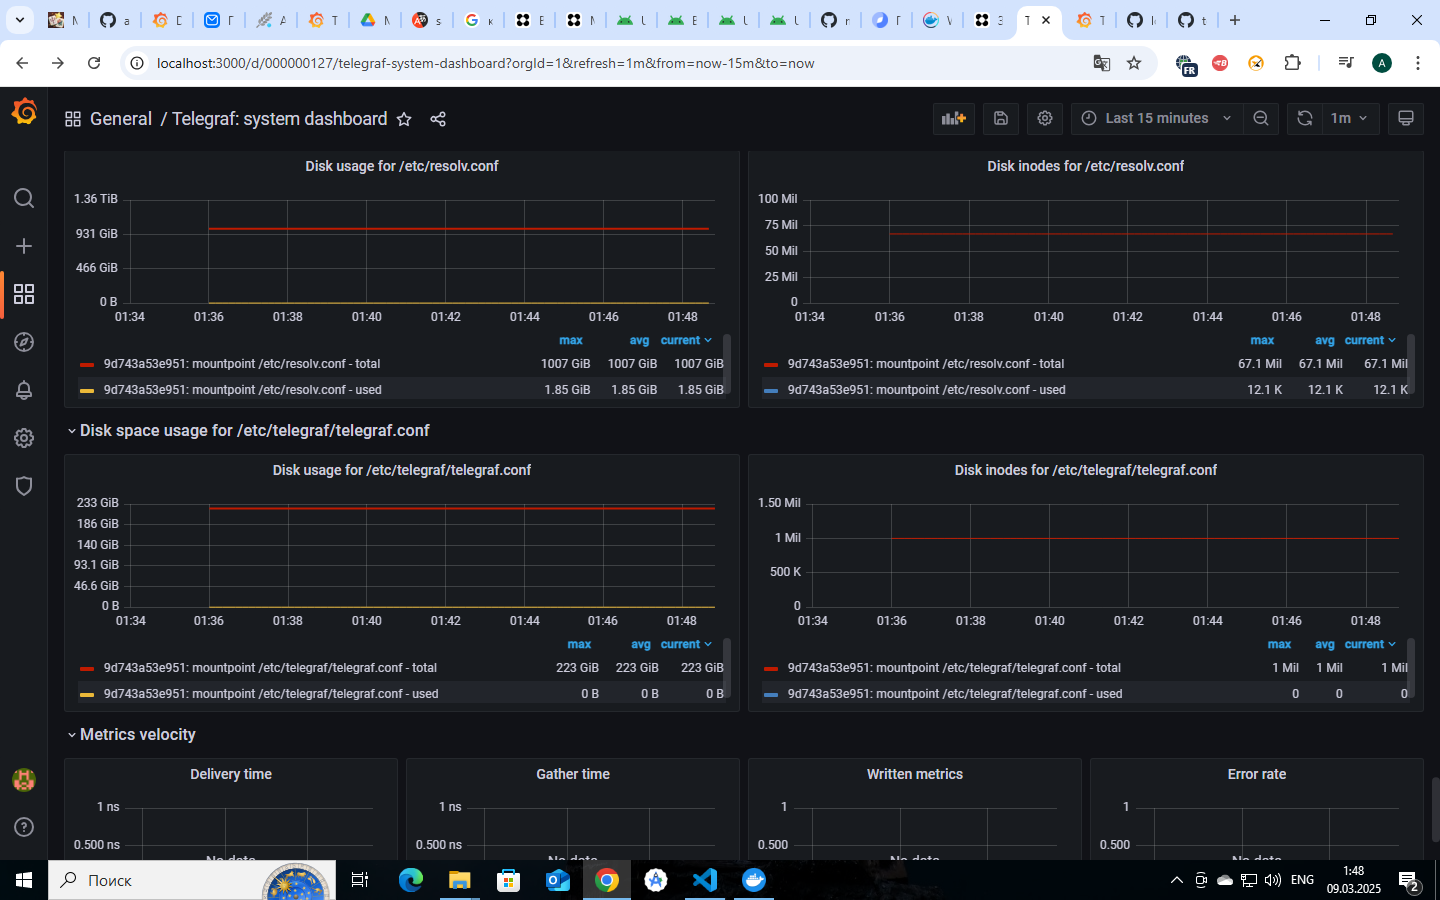 localhost:3000/d/000000127/telegraf-system-dashboard?orgId=1&refresh=1m&from=now-15m&to=now
FR
A
General / Telegraf: system dashboard
Last 15 minutes
1m
Disk usage for /etc/resolv.conf
1.36 TiB
931 GiB
466 GiB
0 B
01:34 01:36 01:38 01:40 01:42 01:44 01:46 01:48
max avg current
9d743a53e951: mountpoint /etc/resolv.conf - total 1007 GiB 1007 GiB 1007 GiB
9d743a53e951: mountpoint /etc/resolv.conf - used 1.85 GiB 1.85 GiB 1.85 GiB
Disk inodes for /etc/resolv.conf
100 Mil
75 Mil
50 Mil
25 Mil
0
01:34 01:36 01:38 01:40 01:42 01:44 01:46 01:48
max avg current
9d743a53e951: mountpoint /etc/resolv.conf - total 67.1 Mil 67.1 Mil 67.1 Mil
9d743a53e951: mountpoint /etc/resolv.conf - used 12.1 K 12.1 K 12.1 K
Disk space usage for /etc/telegraf/telegraf.conf
Disk usage for /etc/telegraf/telegraf.conf
233 GiB
186 GiB
140 GiB
93.1 GiB
46.6 GiB
0 B
01:34 01:36 01:38 01:40 01:42 01:44 01:46 01:48
max avg current
9d743a53e951: mountpoint /etc/telegraf/telegraf.conf - total 223 GiB 223 GiB 223 GiB
9d743a53e951: mountpoint /etc/telegraf/telegraf.conf - used 0 B 0 B 0 B
Disk inodes for /etc/telegraf/telegraf.conf
1.50 Mil
1 Mil
500 K
0
01:34 01:36 01:38 01:40 01:42 01:44 01:46 01:48
max avg current
9d743a53e951: mountpoint /etc/telegraf/telegraf.conf - total 1 Mil 1 Mil 1 Mil
9d743a53e951: mountpoint /etc/telegraf/telegraf.conf - used 0 0 0
Metrics velocity
Delivery time
1 ns
0.500 ns
No data
Gather time
1 ns
0.500 ns
No data
Written metrics
1
0.500
No data
Error rate
1
0.500
No data
Поиск
ENG
1:48
09.03.2025
2